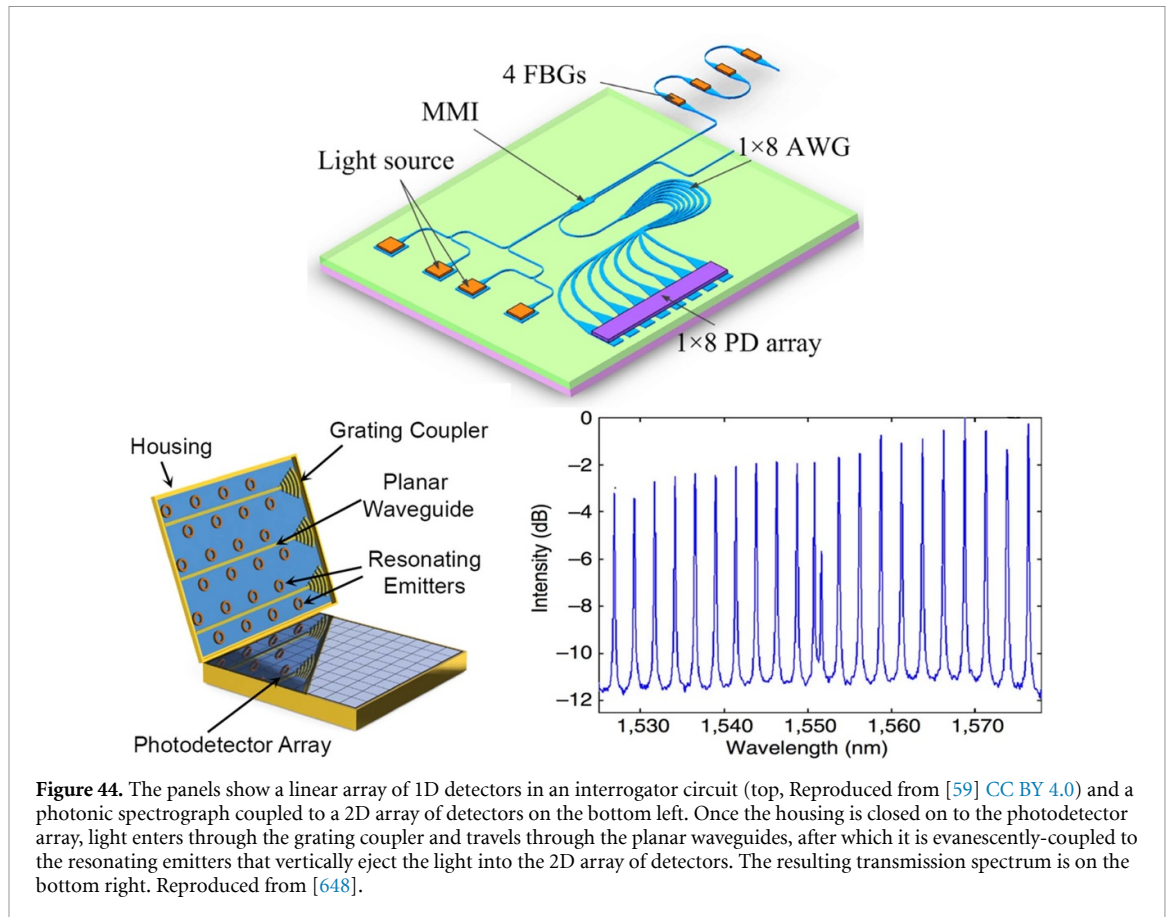 4 FBGs
MMI
1×8 AWG
Light source
1×8 PD array
Housing
Grating Coupler
Planar
Waveguide
Resonating
Emitters
Photodetector Array
0
−2
−4
−6
−8
−10
−12
Intensity (dB)
1,530 1,540 1,550 1,560 1,570
Wavelength (nm)
Figure 44. The panels show a linear array of 1D detectors in an interrogator circuit (top, Reproduced from [59] CC BY 4.0) and a
photonic spectrograph coupled to a 2D array of detectors on the bottom left. Once the housing is closed on to the photodetector
array, light enters through the grating coupler and travels through the planar waveguides, after which it is evanescently-coupled to
the resonating emitters that vertically eject the light into the 2D array of detectors. The resulting transmission spectrum is on the
bottom right. Reproduced from [648].